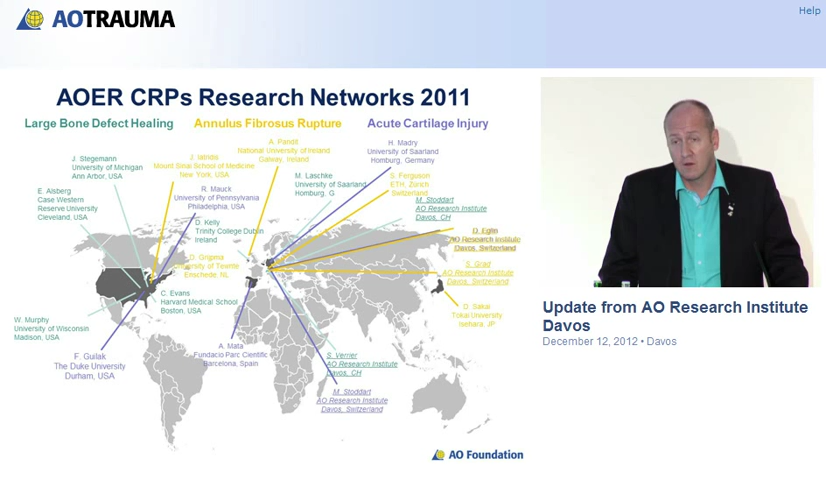 Help
AOTRAUMA
AOER CRPs Research Networks 2011
Large Bone Defect Healing
Annulus Fibrosus Rupture
Acute Cartilage Injury
J. Stegemann
University of Michigan
Ann Arbor, USA
J. Iatridis
Mount Sinai School of Medicine
New York, USA
A. Pandit
National University of Ireland
Galway, Ireland
H. Madry
University of Saarland
Homburg, Germany
E. Alsberg
Case Western
Reserve University
Cleveland, USA
R. Mauck
University of Pennsylvania
Philadelphia, USA
M. Laschke
University of Saarland
Homburg, G
S. Ferguson
ETH, Zürich
Switzerland
M. Stoddart
AO Research Institute
Davos, CH
D. Kelly
Trinity College Dublin
Ireland
D. Eglin
AO Research Institute
Davos, Switzerland
D. Grijpma
University of Twente
Enschede, NL
S. Grad
AO Research Institute
Davos, Switzerland
C. Evans
Harvard Medical School
Boston, USA
D. Sakai
Tokai University
Isehara, JP
W. Murphy
University of Wisconsin
Madison, USA
F. Guilak
The Duke University
Durham, USA
A. Mata
Fundacio Parc Cientific
Barcelona, Spain
S. Verrier
AO Research Institute
Davos, CH
M. Stoddart
AO Research Institute
Davos, Switzerland
AO Foundation
Update from AO Research Institute
Davos
December 12, 2012 • Davos